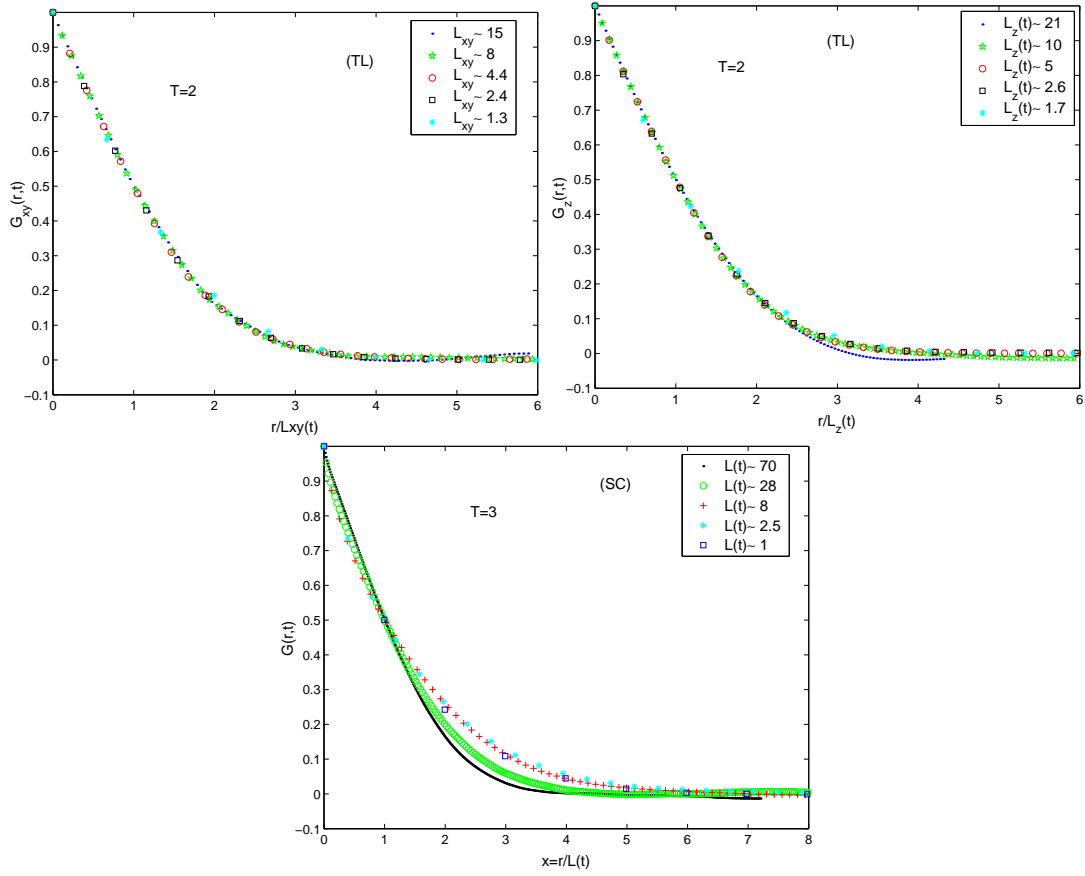 L_xy~ 15
L_xy~ 8
L_xy~ 4.4
L_xy~ 2.4
L_xy~ 1.3
(TL)
T=2
G_xy(r,t)
0.9
0.8
0.7
0.6
0.5
0.4
0.3
0.2
0.1
0
−0.1
0 1 2 3 4 5 6
r/Lxy(t)
L_z(t)~ 21
L_z(t)~ 10
L_z(t)~ 5
L_z(t)~ 2.6
L_z(t)~ 1.7
(TL)
T=2
G_z(r,t)
0.9
0.8
0.7
0.6
0.5
0.4
0.3
0.2
0.1
0
−0.1
0 1 2 3 4 5 6
r/L_z(t)
L(t)~ 70
L(t)~ 28
L(t)~ 8
L(t)~ 2.5
L(t)~ 1
(SC)
T=3
G(r,t)
0.9
0.8
0.7
0.6
0.5
0.4
0.3
0.2
0.1
0
−0.1
0 1 2 3 4 5 6 7 8
x=r/L(t)